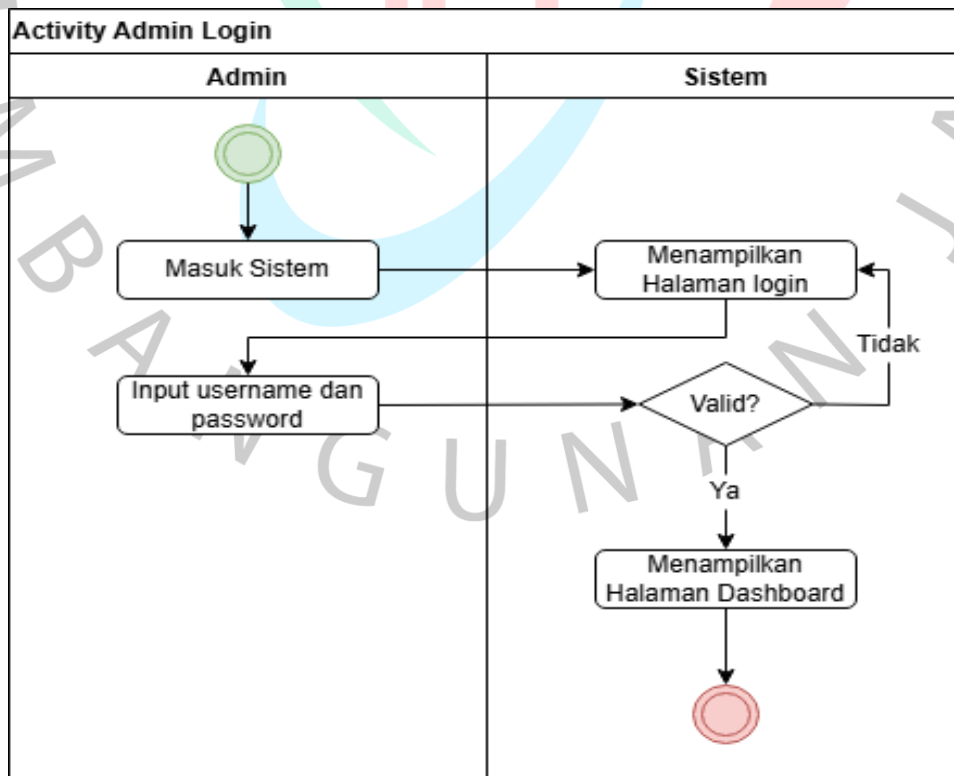 Activity Admin Login
Admin
Sistem
Masuk Sistem
Menampilkan
Halaman login
Tidak
Input username dan
password
Valid?
Ya
Menampilkan
Halaman Dashboard
M B A N G U N A N J